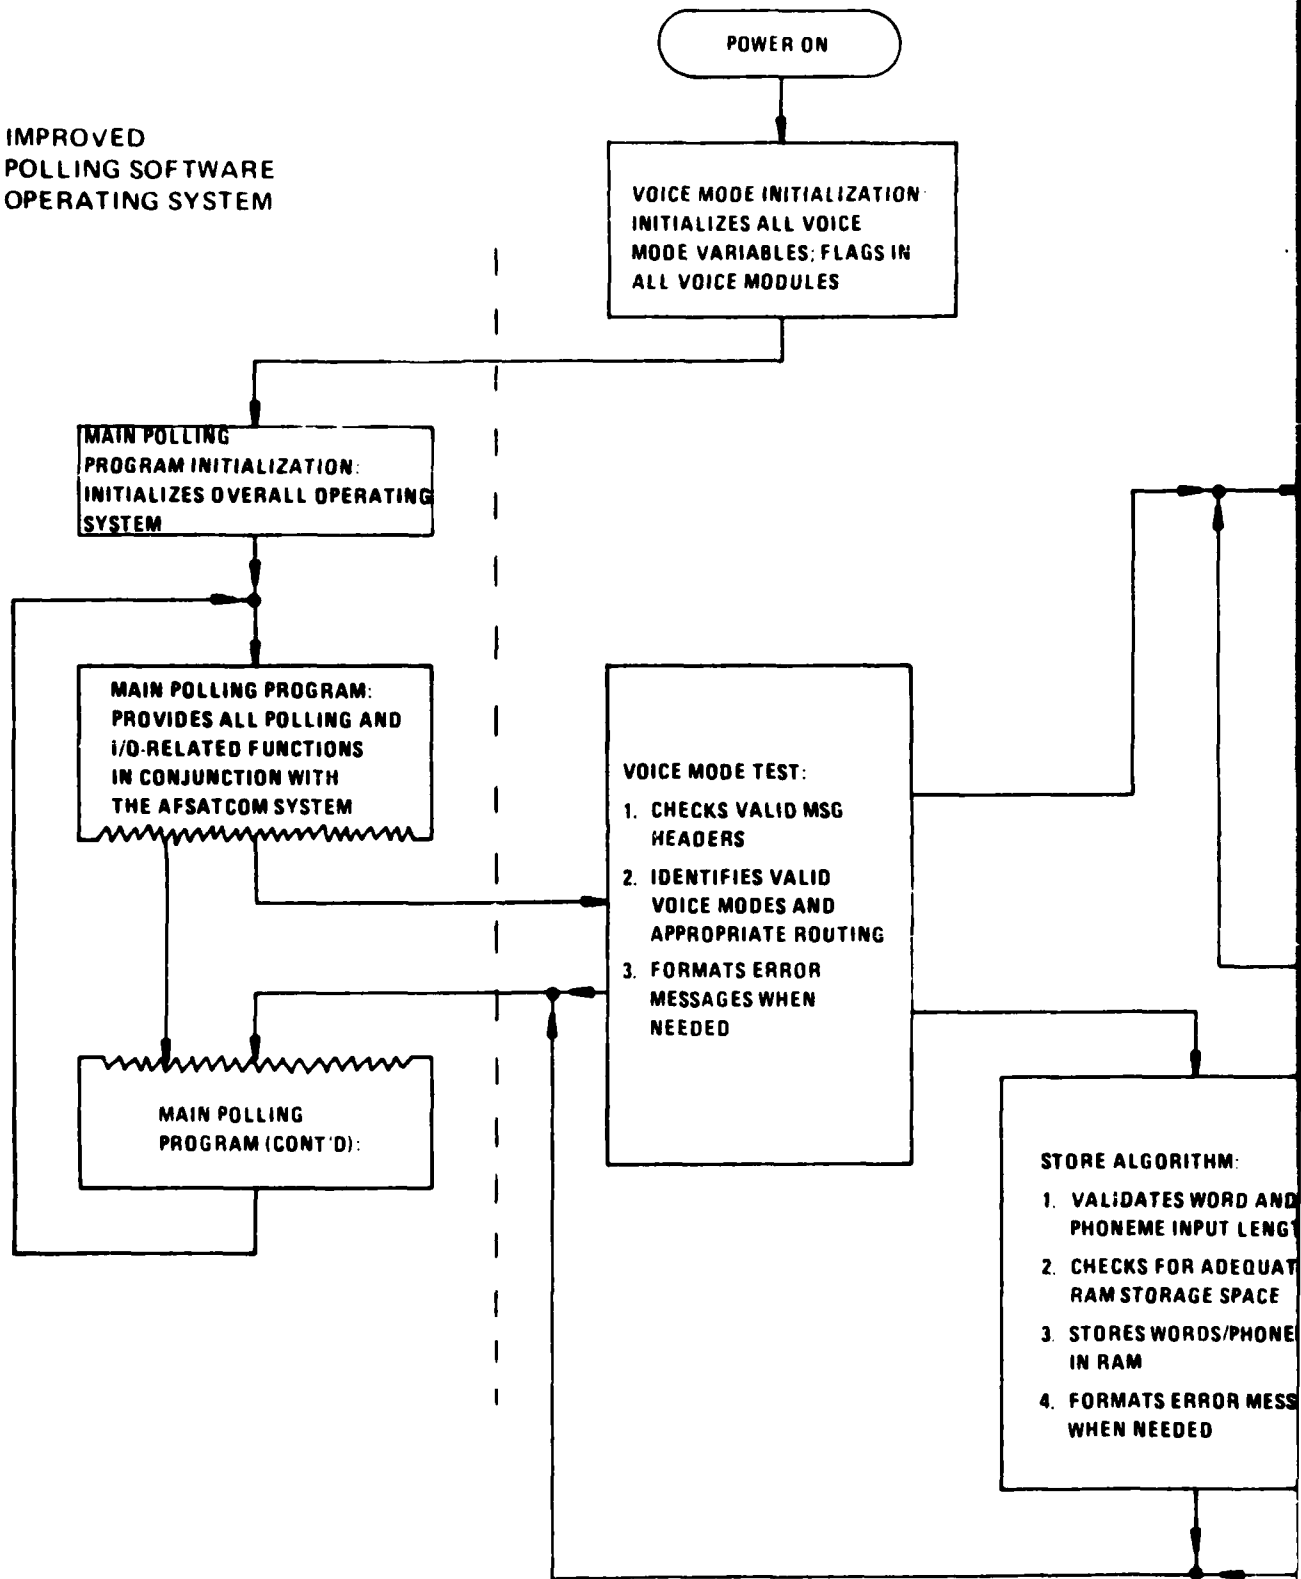 POWER ON
IMPROVED
POLLING SOFTWARE
OPERATING SYSTEM
VOICE MODE INITIALIZATION:
INITIALIZES ALL VOICE
MODE VARIABLES; FLAGS IN
ALL VOICE MODULES
MAIN POLLING
PROGRAM INITIALIZATION:
INITIALIZES OVERALL OPERATING
SYSTEM
MAIN POLLING PROGRAM:
PROVIDES ALL POLLING AND
I/O-RELATED FUNCTIONS
IN CONJUNCTION WITH
THE AFSATCOM SYSTEM
VOICE MODE TEST:
1. CHECKS VALID MSG
HEADERS
2. IDENTIFIES VALID
VOICE MODES AND
APPROPRIATE ROUTING
3. FORMATS ERROR
MESSAGES WHEN
NEEDED
MAIN POLLING
PROGRAM (CONT'D):
STORE ALGORITHM:
1. VALIDATES WORD AND
PHONEME INPUT
2. CHECKS FOR
RAM STORAGE SPACE
3. STORES
IN RAM
4. FORMATS ERROR
WHEN NEEDED